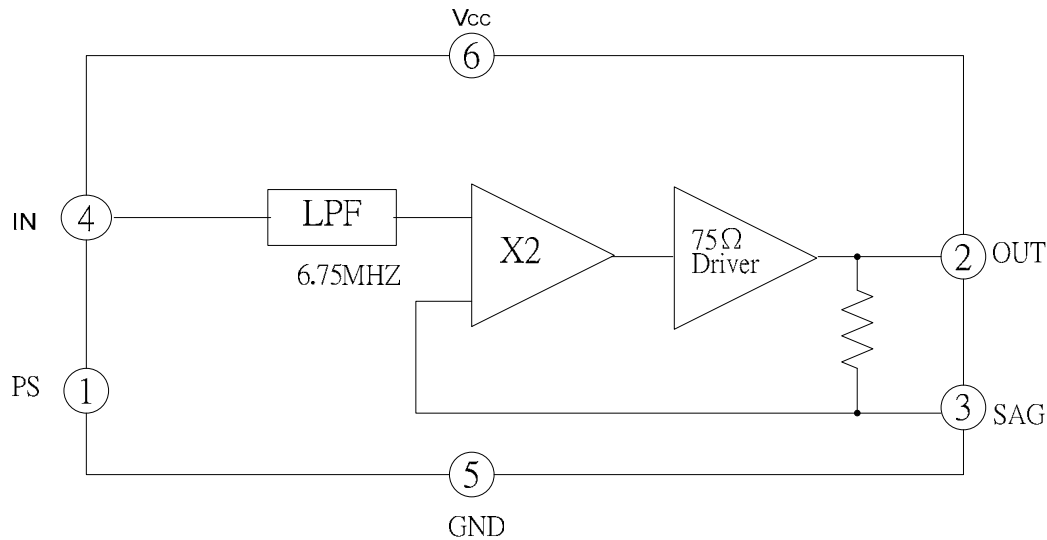 Vcc
6
IN
4
LPF
6.75MHZ
X2
75Ω
Driver
2
OUT
PS
1
3
SAG
5
GND